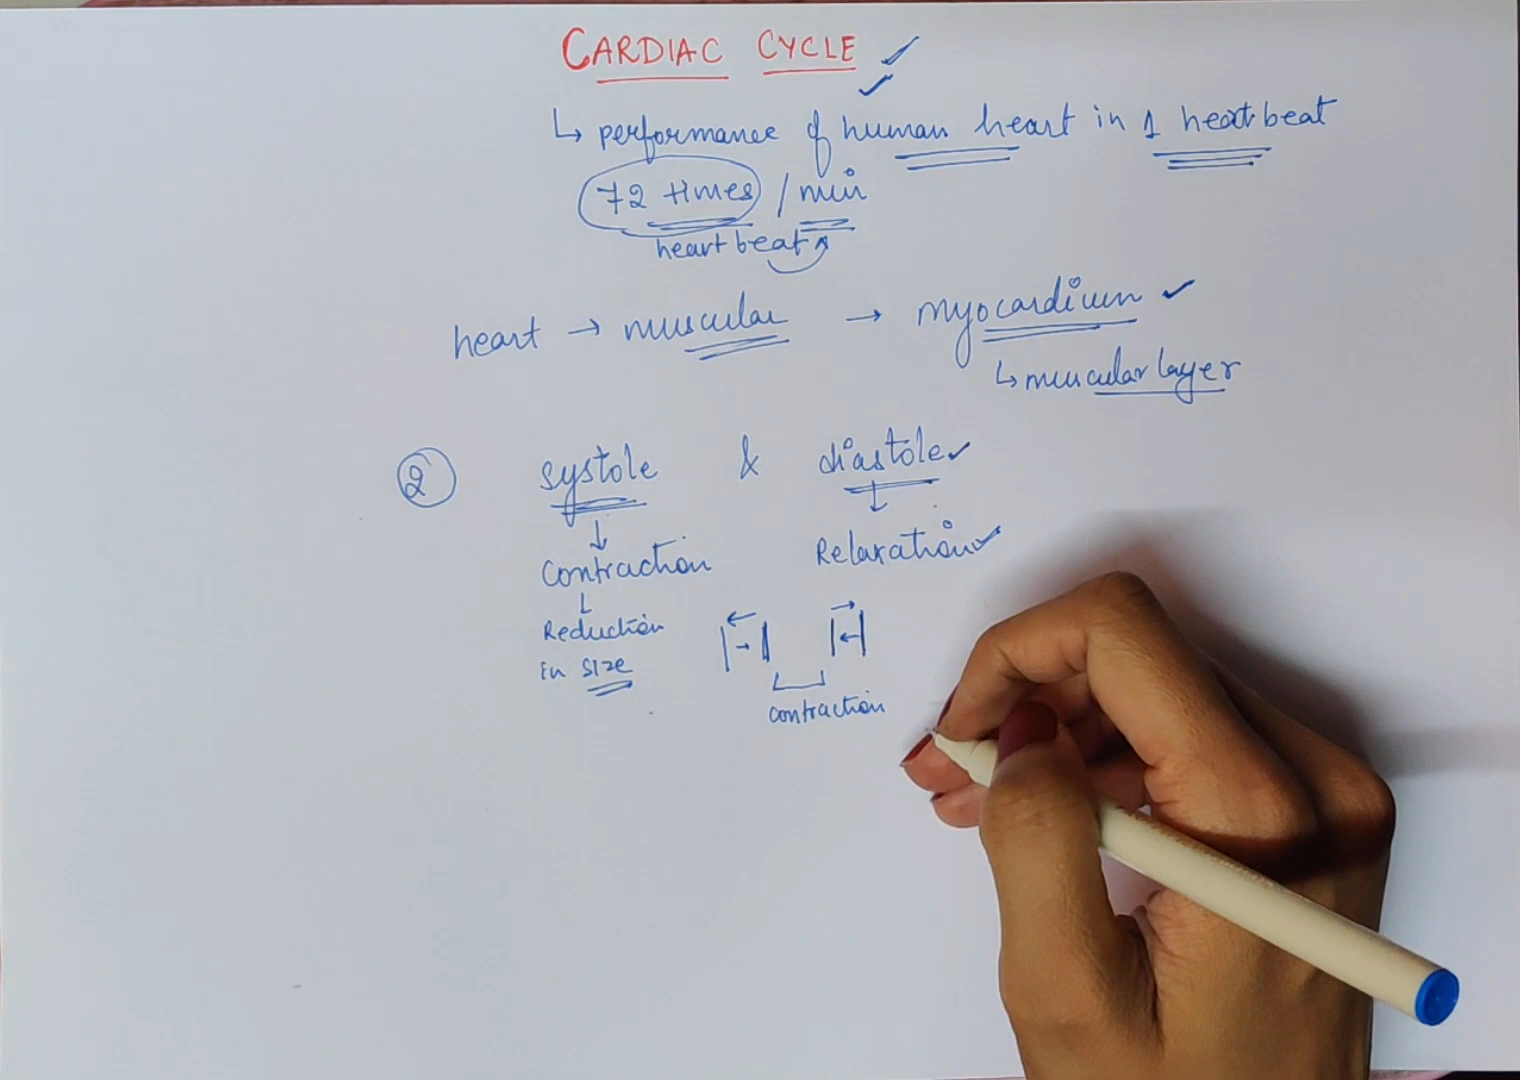 CARDIAC CYCLE ✓
↳ performance of human heart in 1 heartbeat
72 times / min
heart beat
heart → muscular → myocardium ✓
↳ muscular layer
2 systole & diastole ✓
↓ ↓
Contraction Relaxation ✓
↓
Reduction
in size
contraction